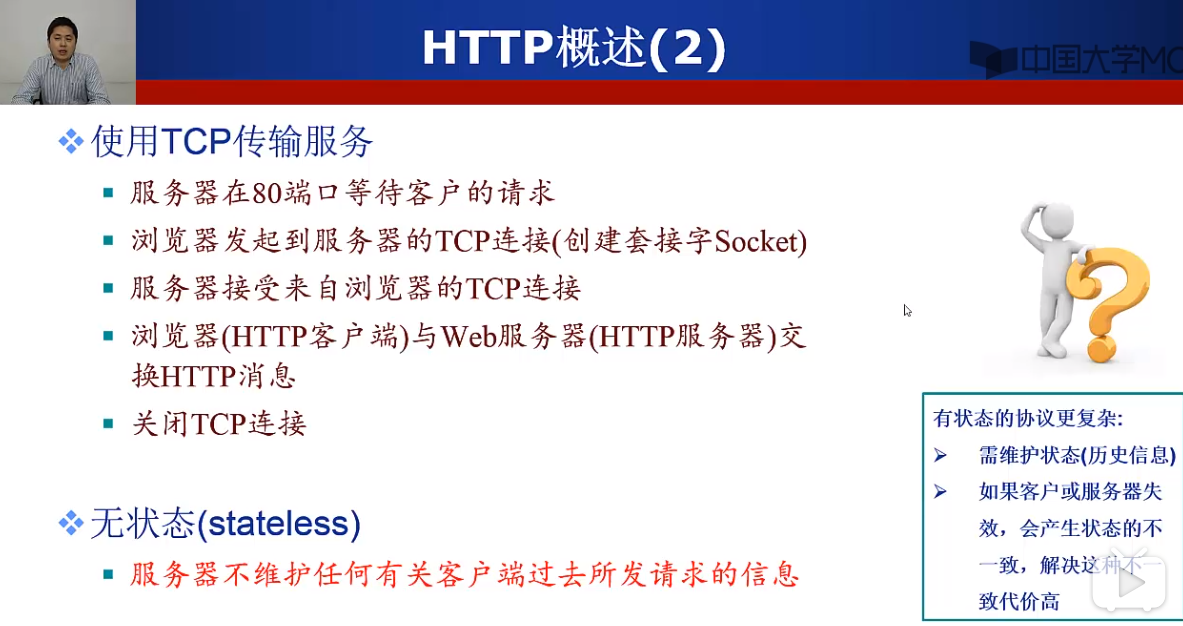 HTTP概述(2)
中国大学MO
使用TCP传输服务
服务器在80端口等待客户的请求
浏览器发起到服务器的TCP连接(创建套接字Socket)
服务器接受来自浏览器的TCP连接
浏览器(HTTP客户端)与Web服务器(HTTP服务器)交
换HTTP消息
关闭TCP连接
无状态(stateless)
服务器不维护任何有关客户端过去所发请求的信息
有状态的协议更复杂:
需维护状态(历史信息)
如果客户或服务器失
效，会产生状态的不
一致，解决这种不一
致代价高